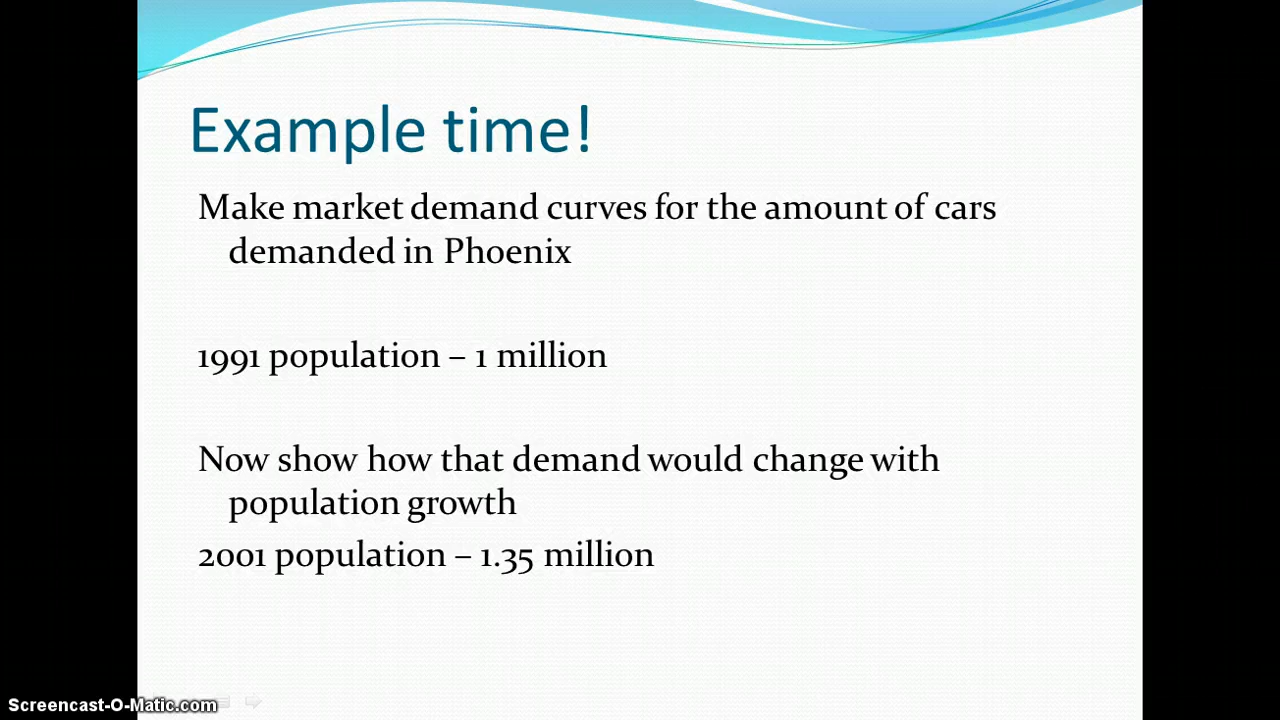 Example time!
Make market demand curves for the amount of cars
demanded in Phoenix
1991 population – 1 million
Now show how that demand would change with
population growth
2001 population – 1.35 million
Screencast-O-Matic.com